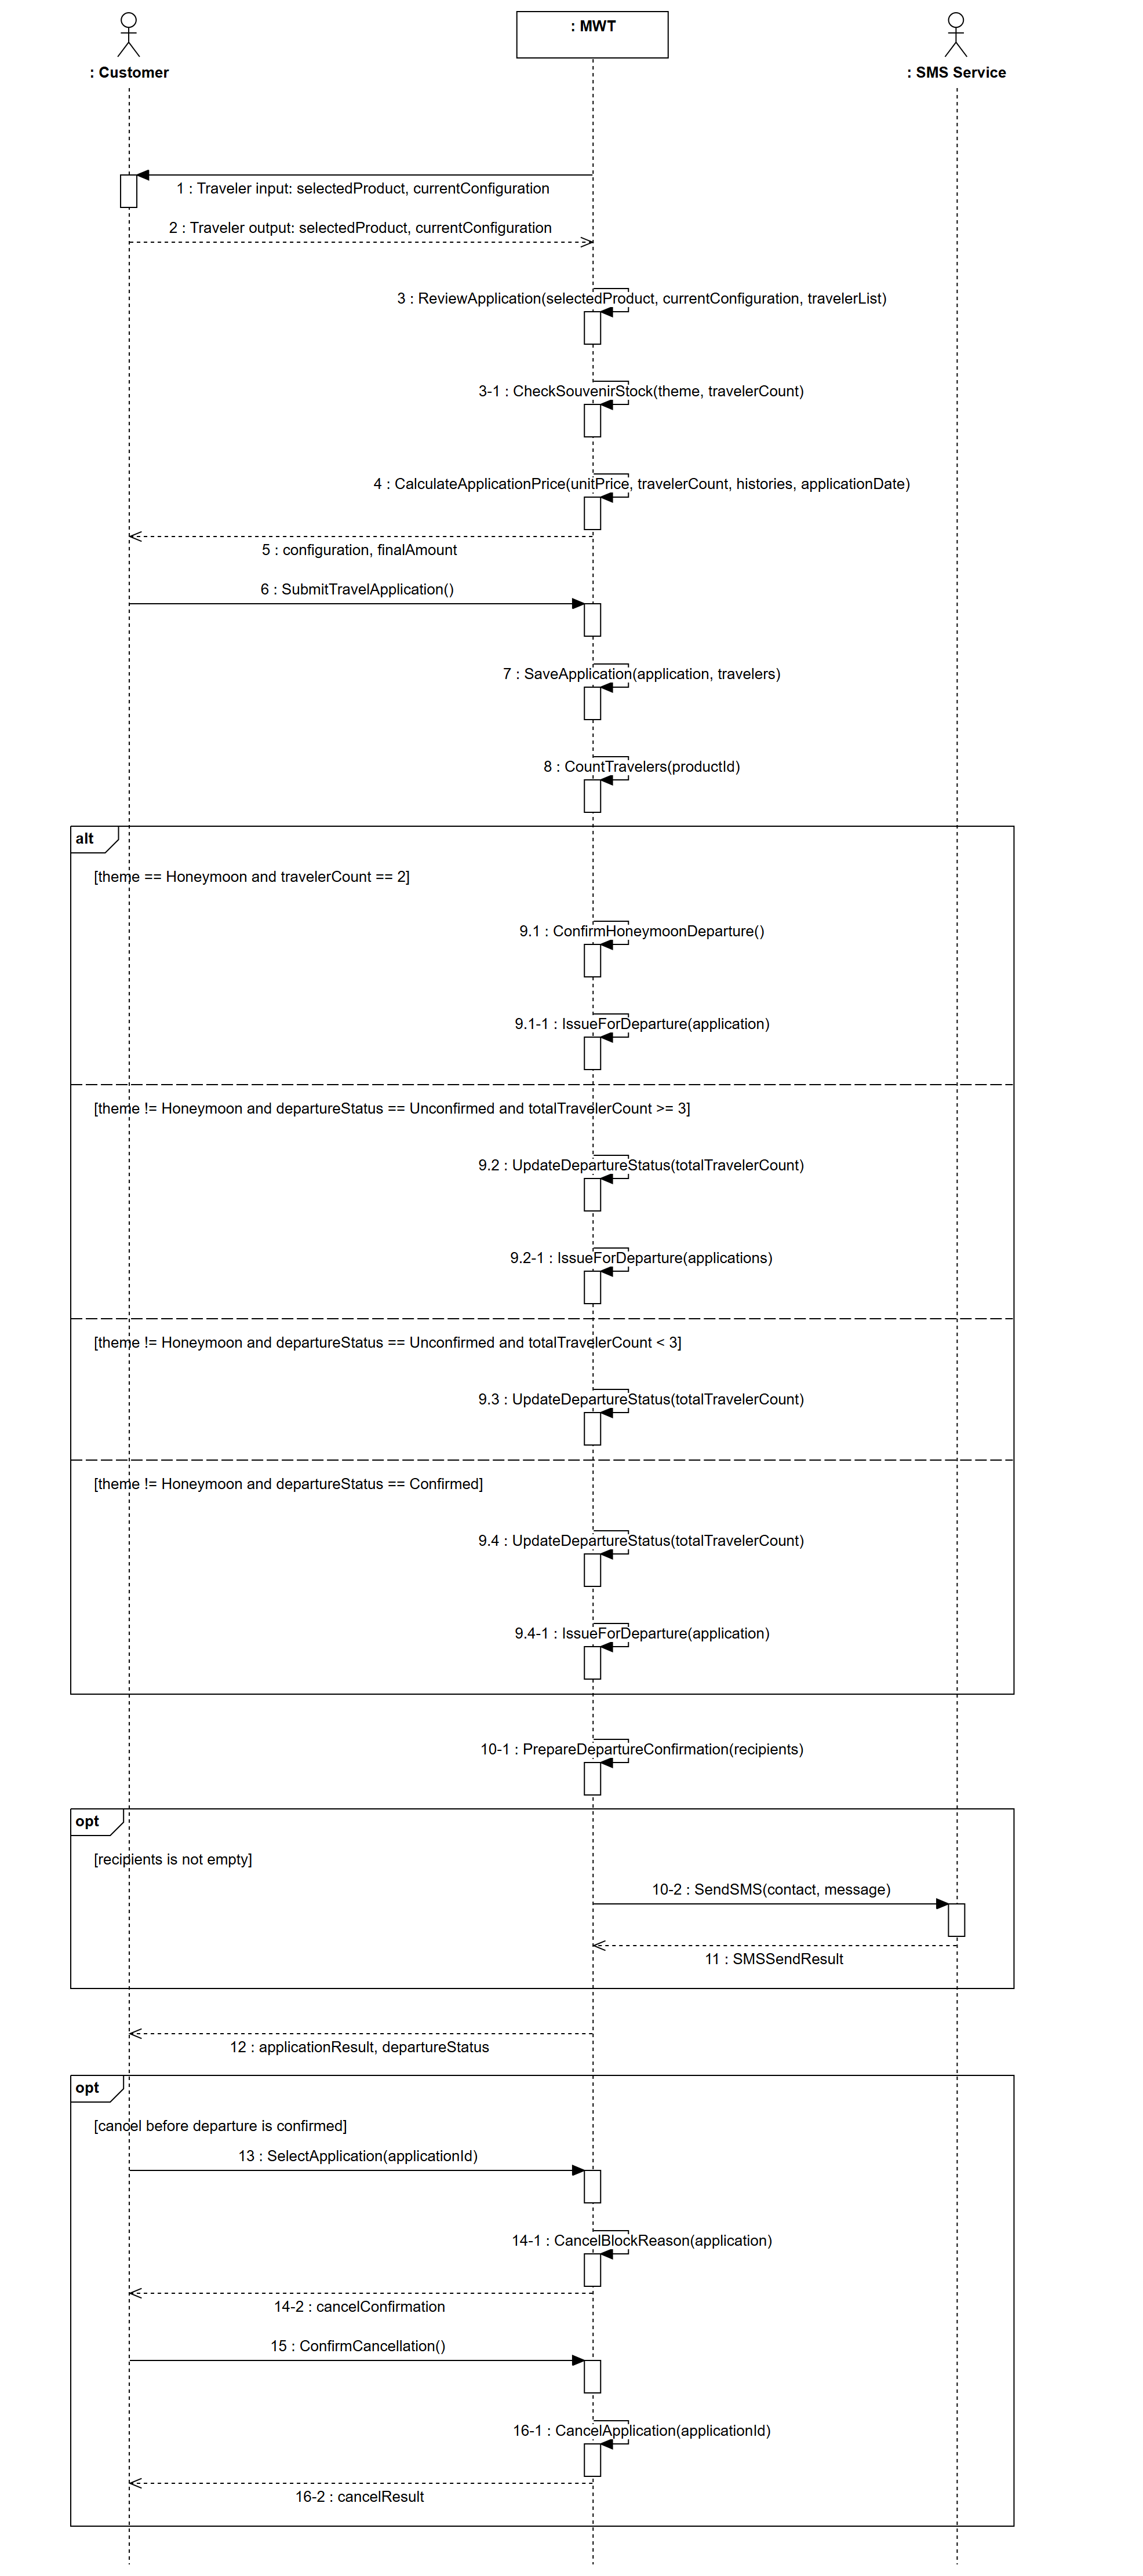 : Customer
: MWT
: SMS Service
1 : Traveler input: selectedProduct, currentConfiguration
2 : Traveler output: selectedProduct, currentConfiguration
3 : ReviewApplication(selectedProduct, currentConfiguration, travelerList)
3-1 : CheckSouvenirStock(theme, travelerCount)
4 : CalculateApplicationPrice(unitPrice, travelerCount, histories, applicationDate)
5 : configuration, finalAmount
6 : SubmitTravelApplication()
7 : SaveApplication(application, travelers)
8 : CountTravelers(productId)
alt
[theme == Honeymoon and travelerCount == 2]
9.1 : ConfirmHoneymoonDeparture()
9.1-1 : IssueForDeparture(application)
[theme != Honeymoon and departureStatus == Unconfirmed and totalTravelerCount >= 3]
9.2 : UpdateDepartureStatus(totalTravelerCount)
9.2-1 : IssueForDeparture(applications)
[theme != Honeymoon and departureStatus == Unconfirmed and totalTravelerCount < 3]
9.3 : UpdateDepartureStatus(totalTravelerCount)
[theme != Honeymoon and departureStatus == Confirmed]
9.4 : UpdateDepartureStatus(totalTravelerCount)
9.4-1 : IssueForDeparture(application)
10-1 : PrepareDepartureConfirmation(recipients)
opt
[recipients is not empty]
10-2 : SendSMS(contact, message)
11 : SMSSendResult
12 : applicationResult, departureStatus
opt
[cancel before departure is confirmed]
13 : SelectApplication(applicationId)
14-1 : CancelBlockReason(application)
14-2 : cancelConfirmation
15 : ConfirmCancellation()
16-1 : CancelApplication(applicationId)
16-2 : cancelResult